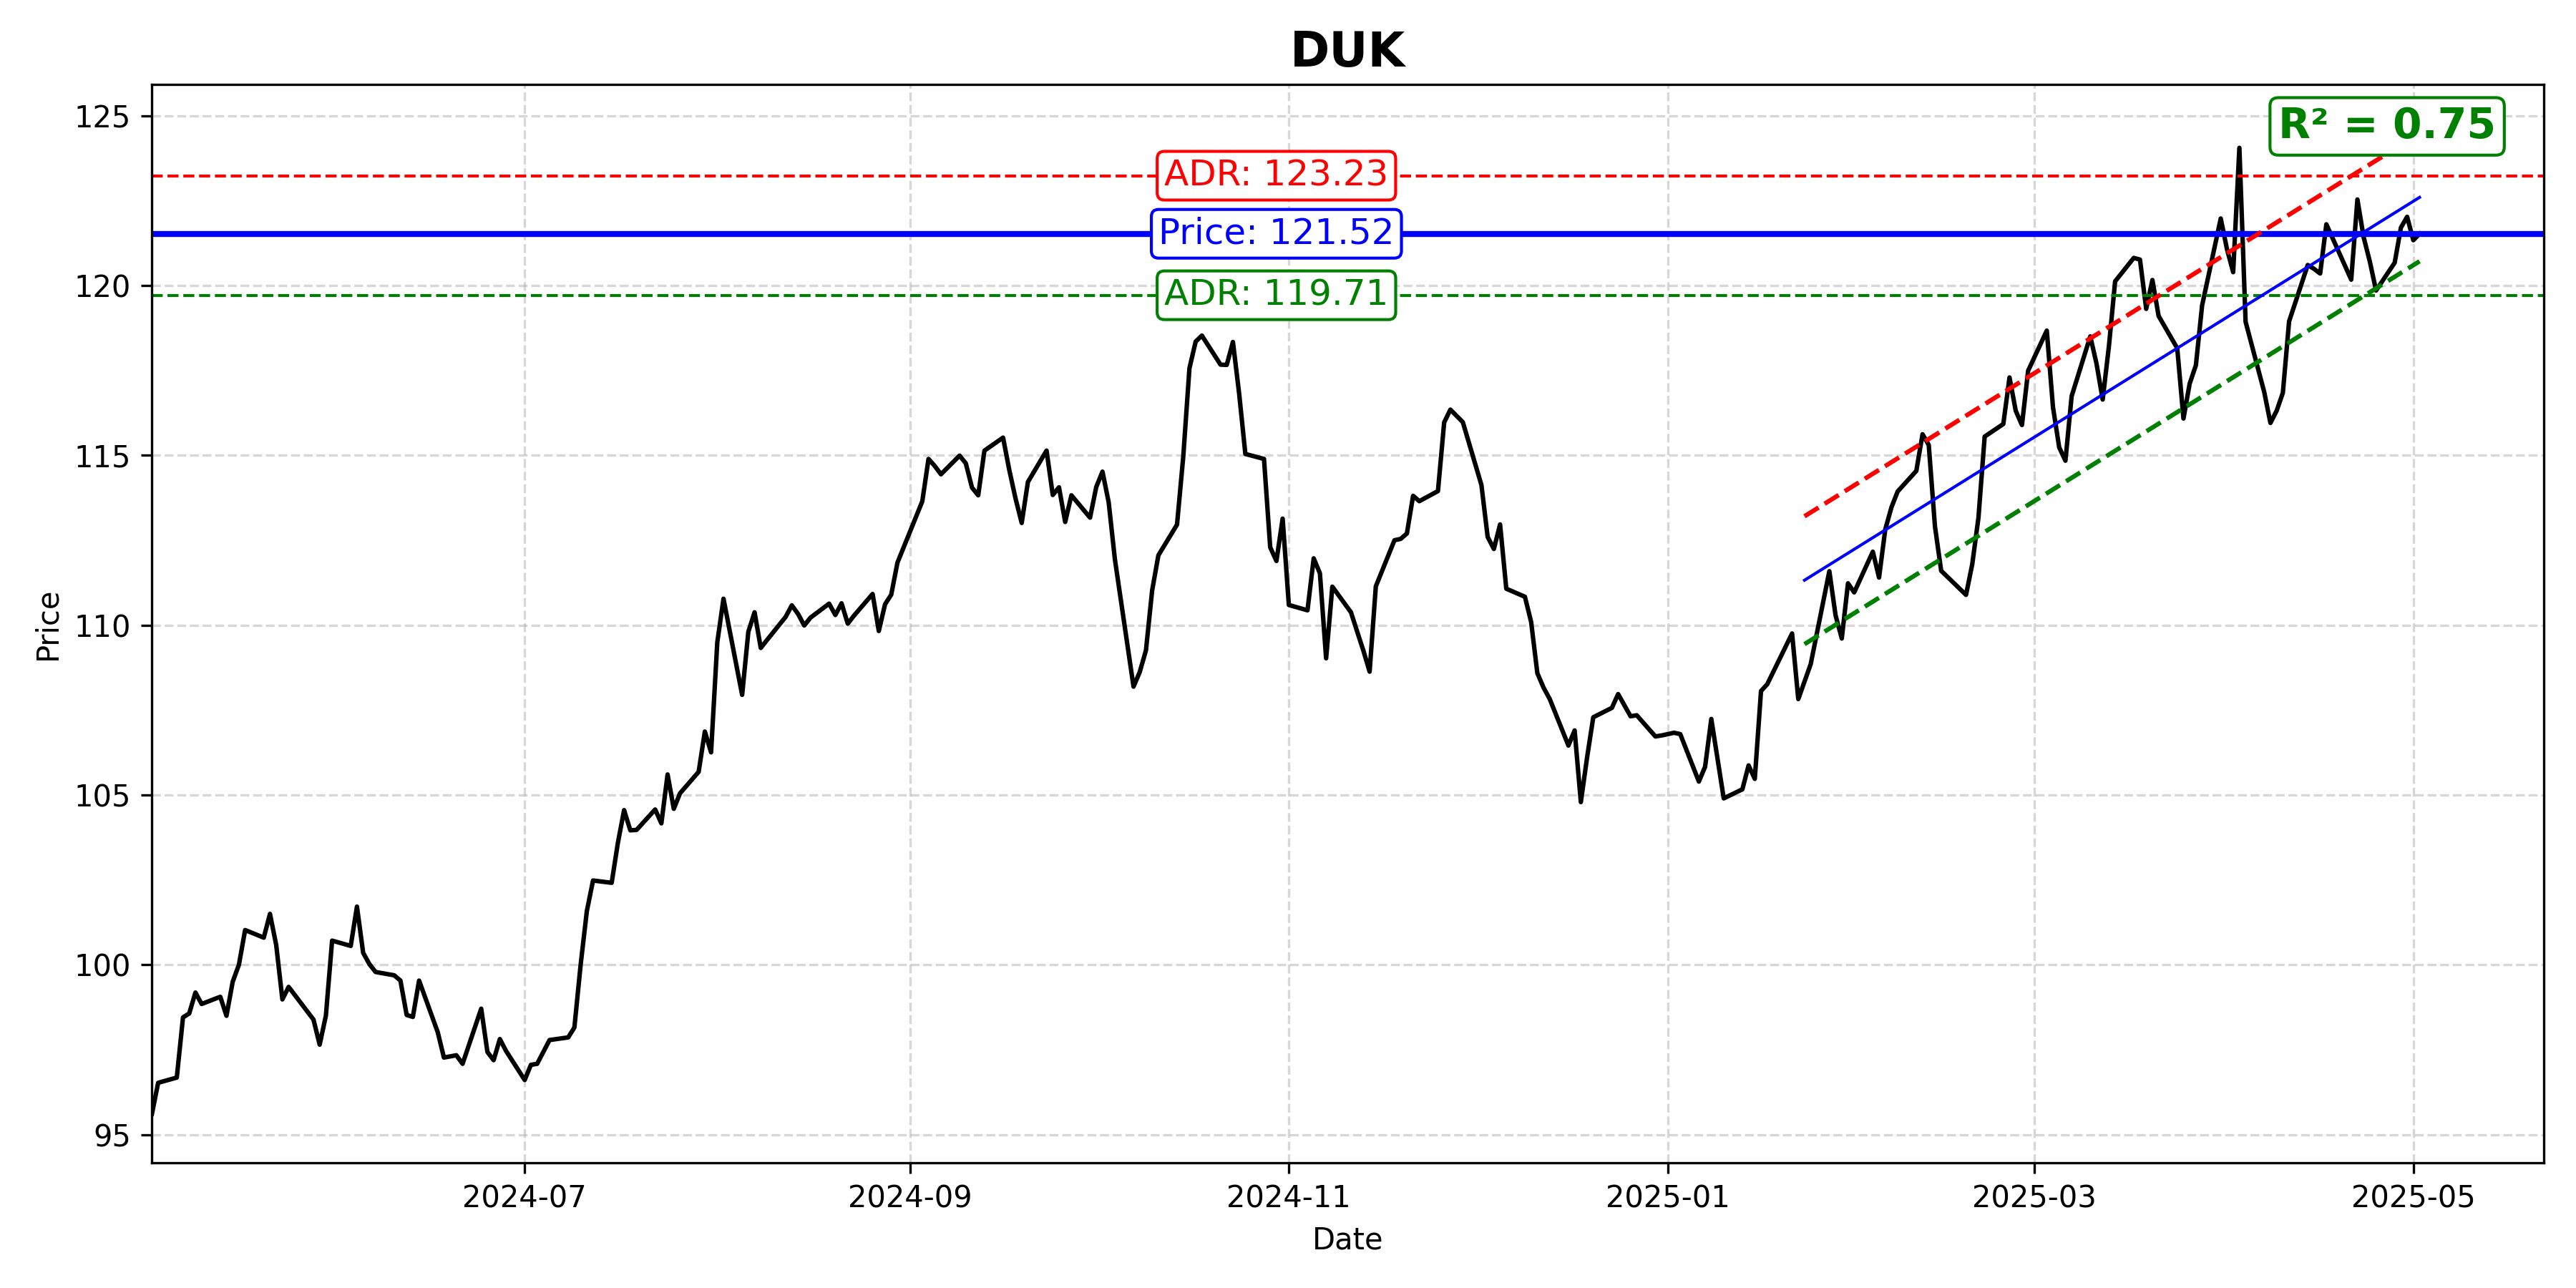 DUK
R² = 0.75
125
ADR: 123.23
Price: 121.52
120
ADR: 119.71
115
110
105
100
95
Price
2024-07
2024-09
2024-11
2025-01
2025-03
2025-05
Date